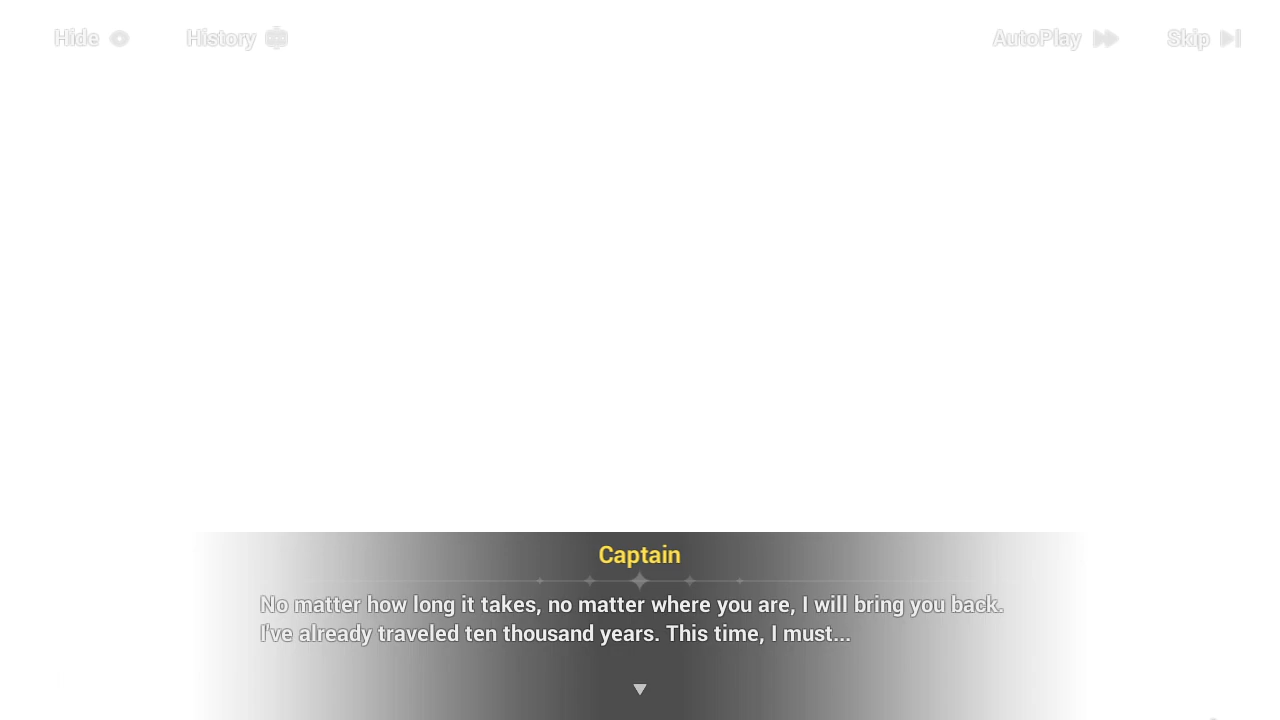 Hide
History
AutoPlay
Skip
Captain
No matter how long it takes, no matter where you are, I will bring you back.
I've already traveled ten thousand years. This time, I must...